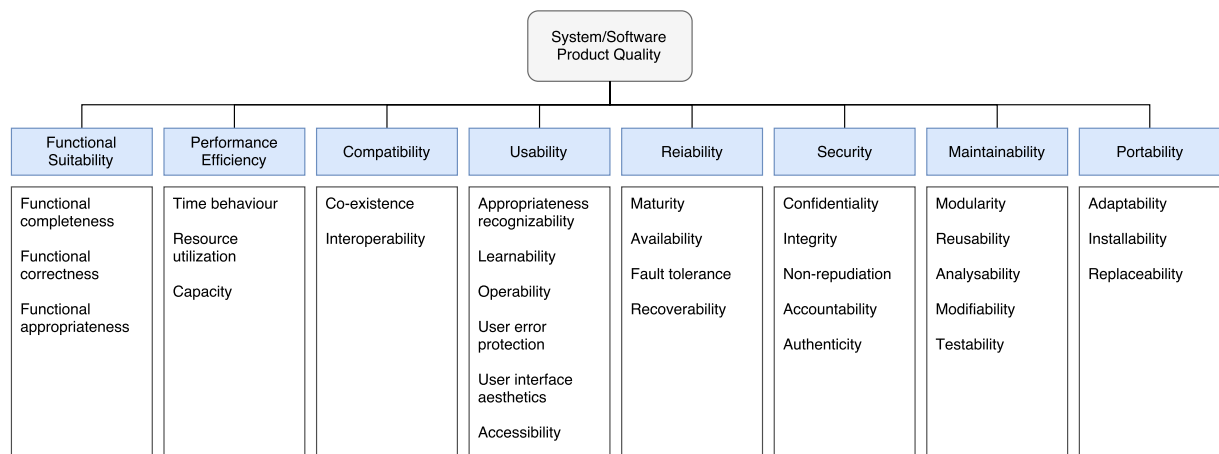 System/Software
Product Quality
Functional
Suitability
Performance
Efficiency
Compatibility
Usability
Reiability
Security
Maintainability
Portability
Functional
completeness
Functional
correctness
Functional
appropriateness
Time behaviour
Resource
utilization
Capacity
Co-existence
Interoperability
Appropriateness
recognizability
Learnability
Operability
User error
protection
User interface
aesthetics
Accessibility
Maturity
Availability
Fault tolerance
Recoverability
Confidentiality
Integrity
Non-repudiation
Accountability
Authenticity
Modularity
Reusability
Analysability
Modifiability
Testability
Adaptability
Installability
Replaceability